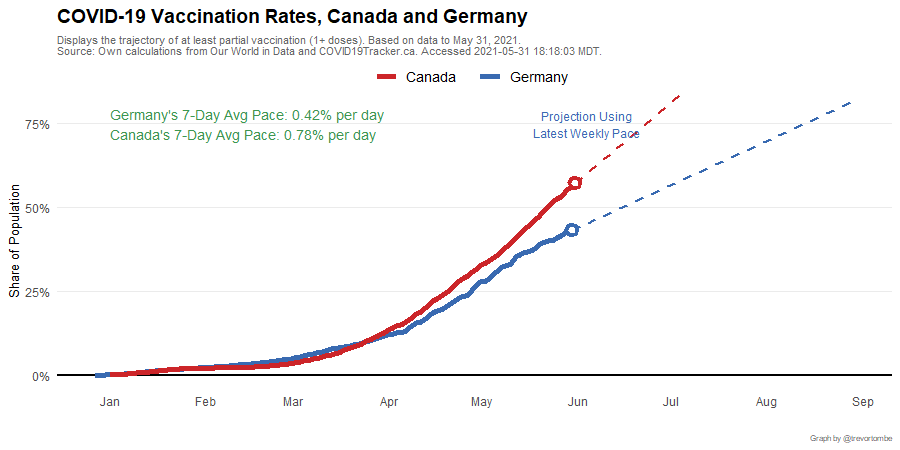 COVID-19 Vaccination Rates, Canada and Germany
Displays the trajectory of at least partial vaccination (1+ doses). Based on data to May 31, 2021.
Source: Own calculations from Our World in Data and COVID19Tracker.ca. Accessed 2021-05-31 18:18:03 MDT.
Canada Germany
Germany's 7-Day Avg Pace: 0.42% per day
Canada's 7-Day Avg Pace: 0.78% per day
Projection Using
Latest Weekly Pace
Share of Population
75%
50%
25%
0%
Jan Feb Mar Apr May Jun Jul Aug Sep
Graph by @trevortombe